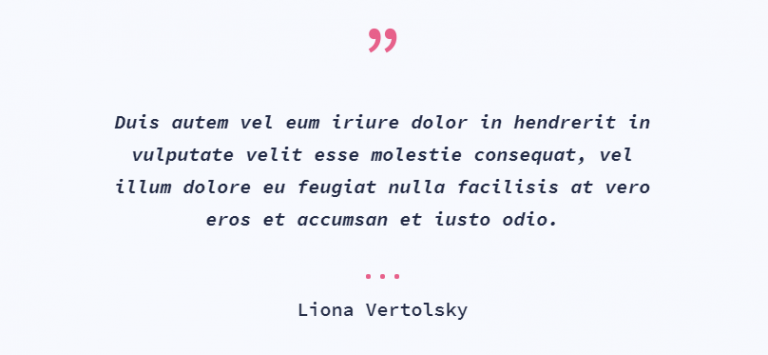 ”
Duis autem vel eum iriure dolor in hendrerit in
vulputate velit esse molestie consequat, vel
illum dolore eu feugiat nulla facilisis at vero
eros et accumsan et iusto odio.
...
Liona Vertolsky